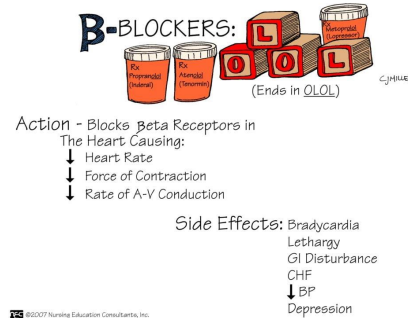 β-BLOCKERS:
L
O O L
Rx
Propranolol
(Inderal)
Rx
Atenolol
(Tenormin)
Rx
Metoprolol
(Lopressor)
(Ends in OLOL)
CJMILLE
Action - Blocks Beta Receptors in
The Heart Causing:
↓ Heart Rate
↓ Force of Contraction
↓ Rate of A-V Conduction
Side Effects: Bradycardia
Lethargy
GI Disturbance
CHF
↓ BP
Depression
NEC ©2007 Nursing Education Consultants, Inc.